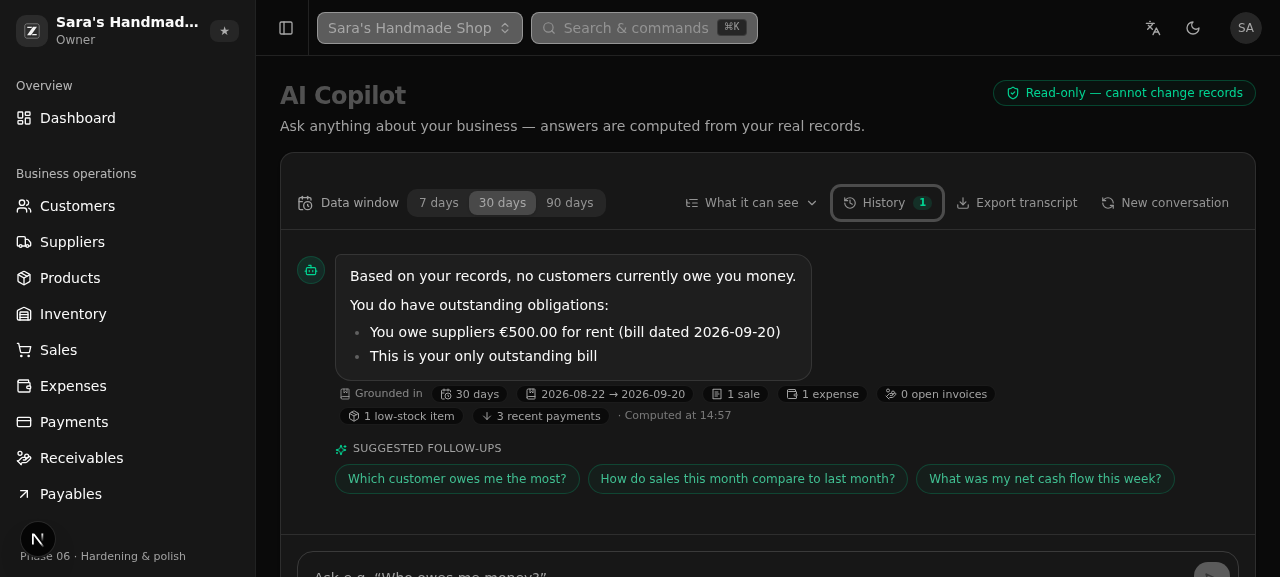 Sara's Handmad...
Owner
★
Overview
Dashboard
Business operations
Customers
Suppliers
Products
Inventory
Sales
Expenses
Payments
Receivables
Payables
Phase 06 · Hardening & polish
Sara's Handmade Shop
Search & commands ⌘K
SA
AI Copilot
Read-only — cannot change records
Ask anything about your business — answers are computed from your real records.
Data window 7 days 30 days 90 days What it can see History 1 Export transcript New conversation
Based on your records, no customers currently owe you money.
You do have outstanding obligations:
• You owe suppliers €500.00 for rent (bill dated 2026-09-20)
• This is your only outstanding bill
Grounded in 30 days 2026-08-22 → 2026-09-20 1 sale 1 expense 0 open invoices
1 low-stock item 3 recent payments · Computed at 14:57
SUGGESTED FOLLOW-UPS
Which customer owes me the most? How do sales this month compare to last month? What was my net cash flow this week?
Ask e.g. “Who owes me money?”